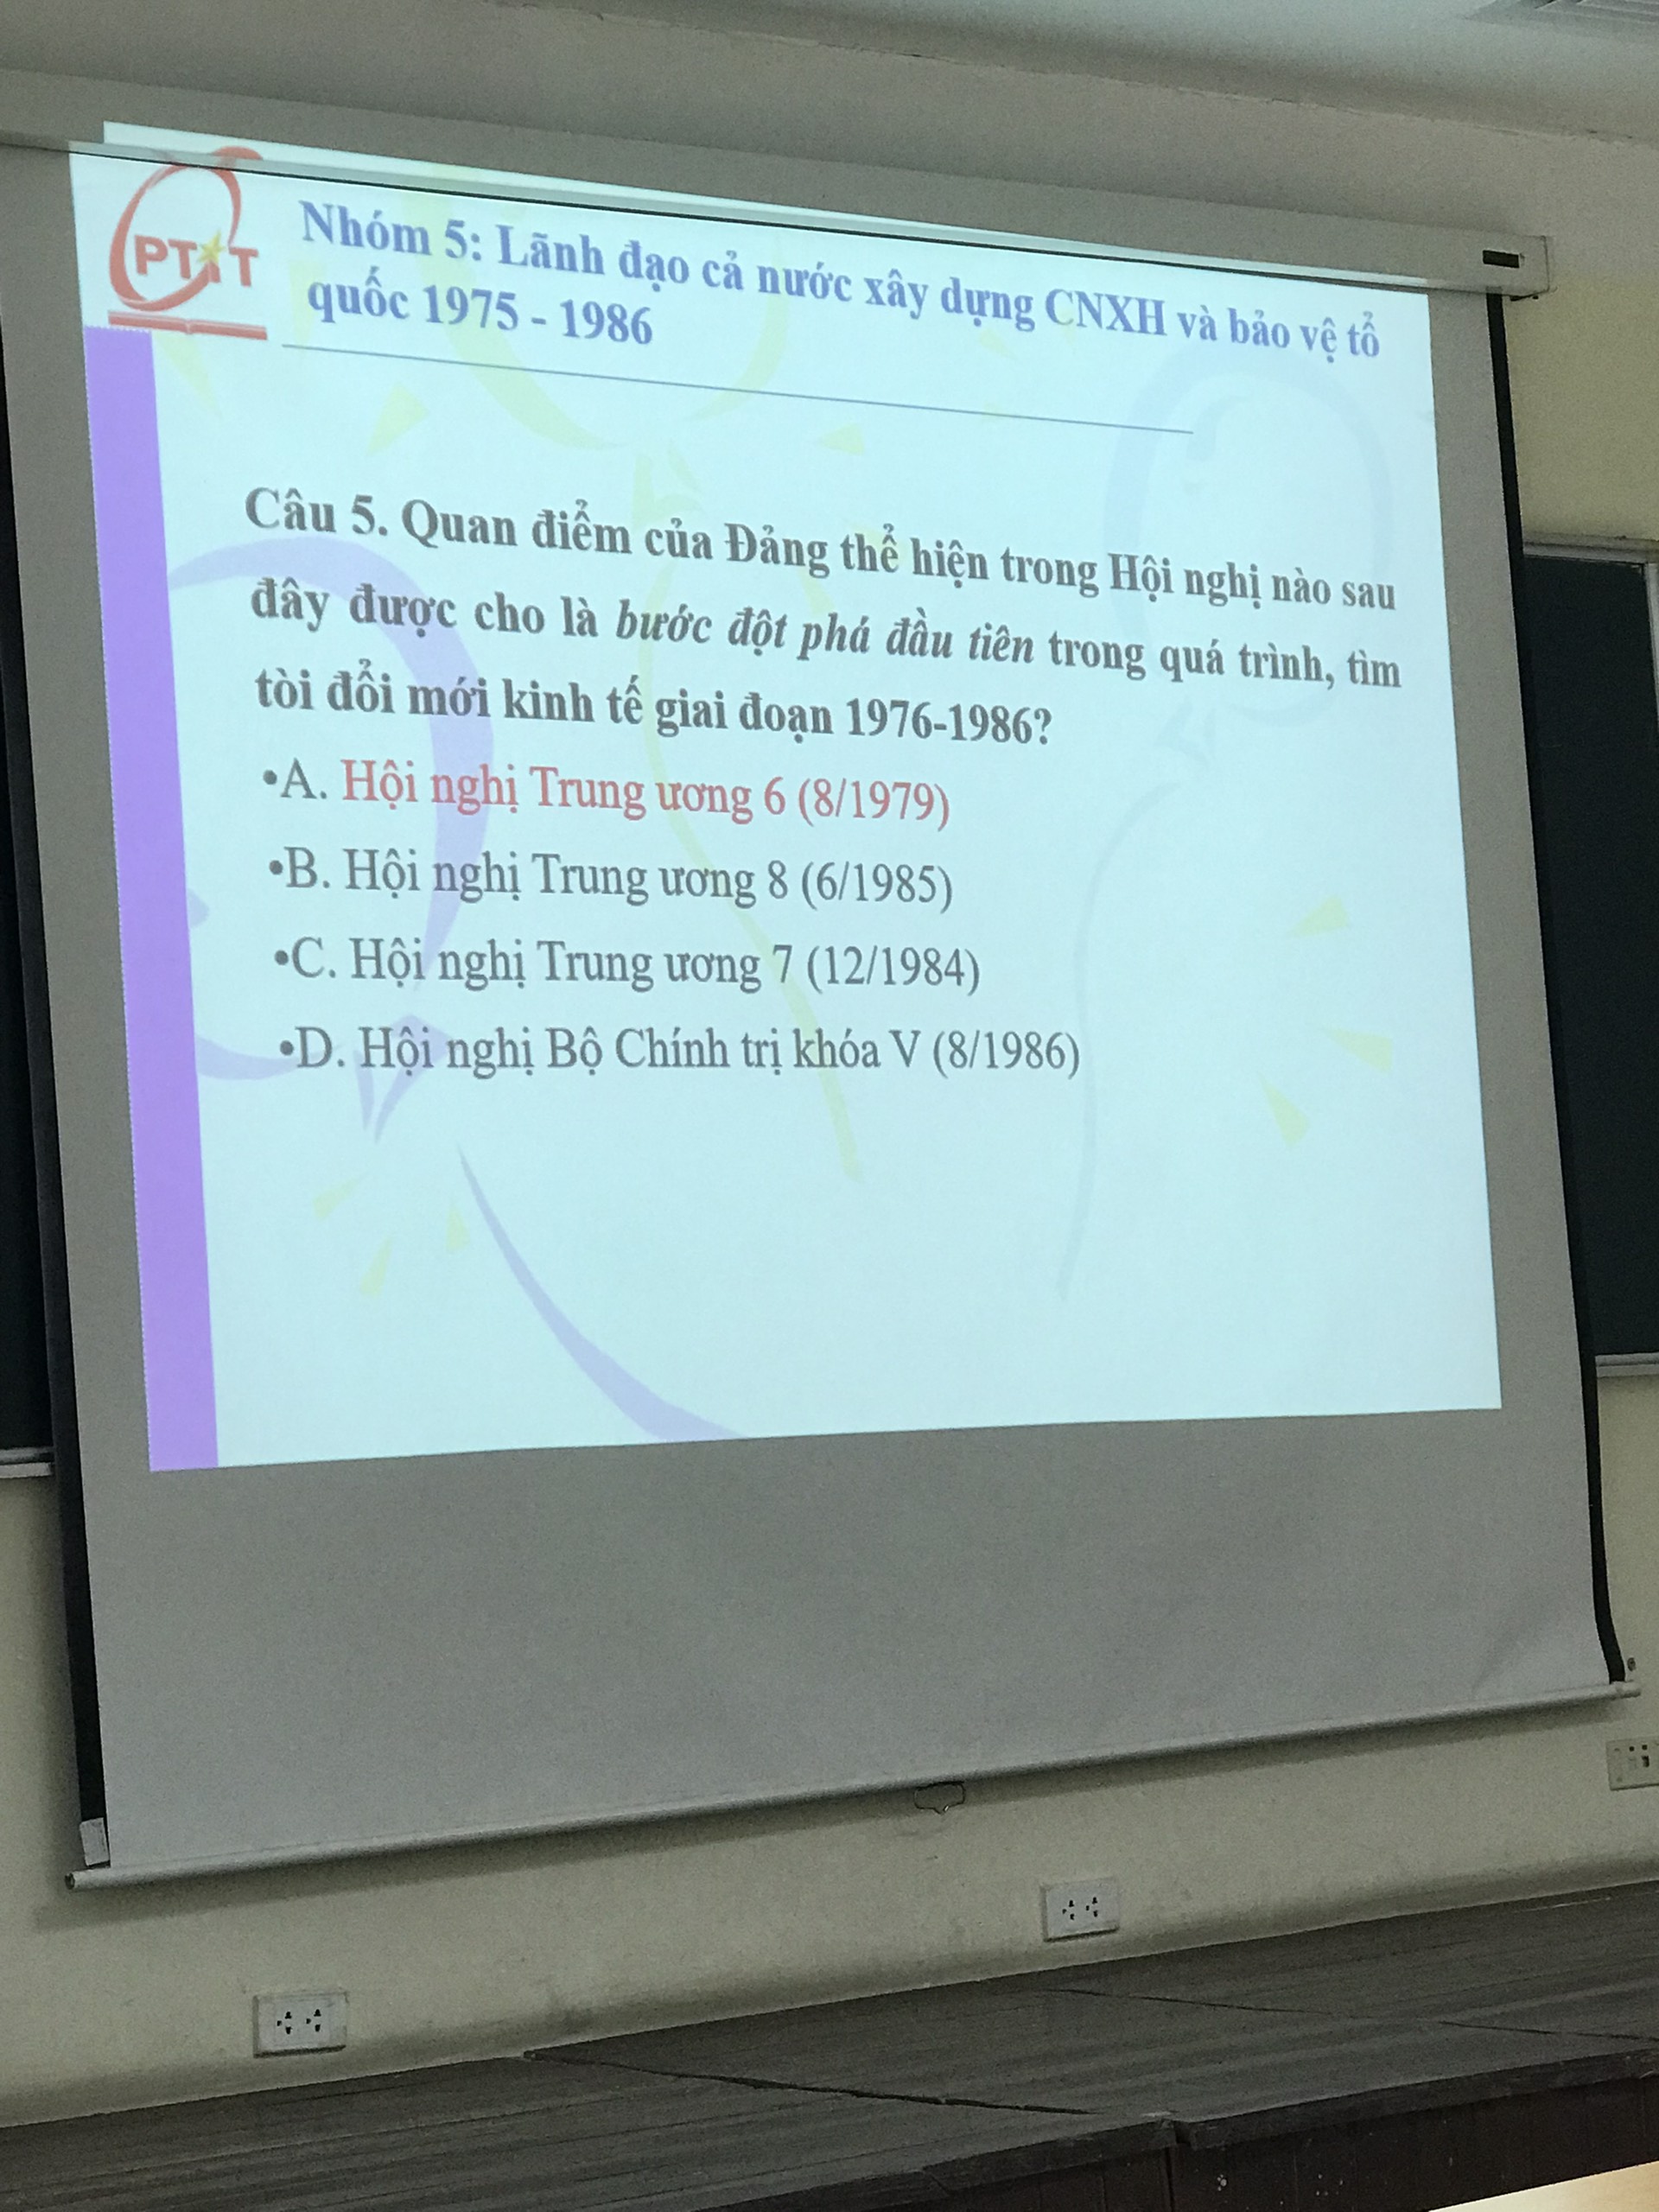 PTIT
Nhóm 5: Lãnh đạo cả nước xây dựng CNXH và bảo vệ tổ
quốc 1975 - 1986
Câu 5. Quan điểm của Đảng thể hiện trong Hội nghị nào sau
đây được cho là bước đột phá đầu tiên trong quá trình, tìm
tòi đổi mới kinh tế giai đoạn 1976-1986?
•A. Hội nghị Trung ương 6 (8/1979)
•B. Hội nghị Trung ương 8 (6/1985)
•C. Hội nghị Trung ương 7 (12/1984)
•D. Hội nghị Bộ Chính trị khóa V (8/1986)